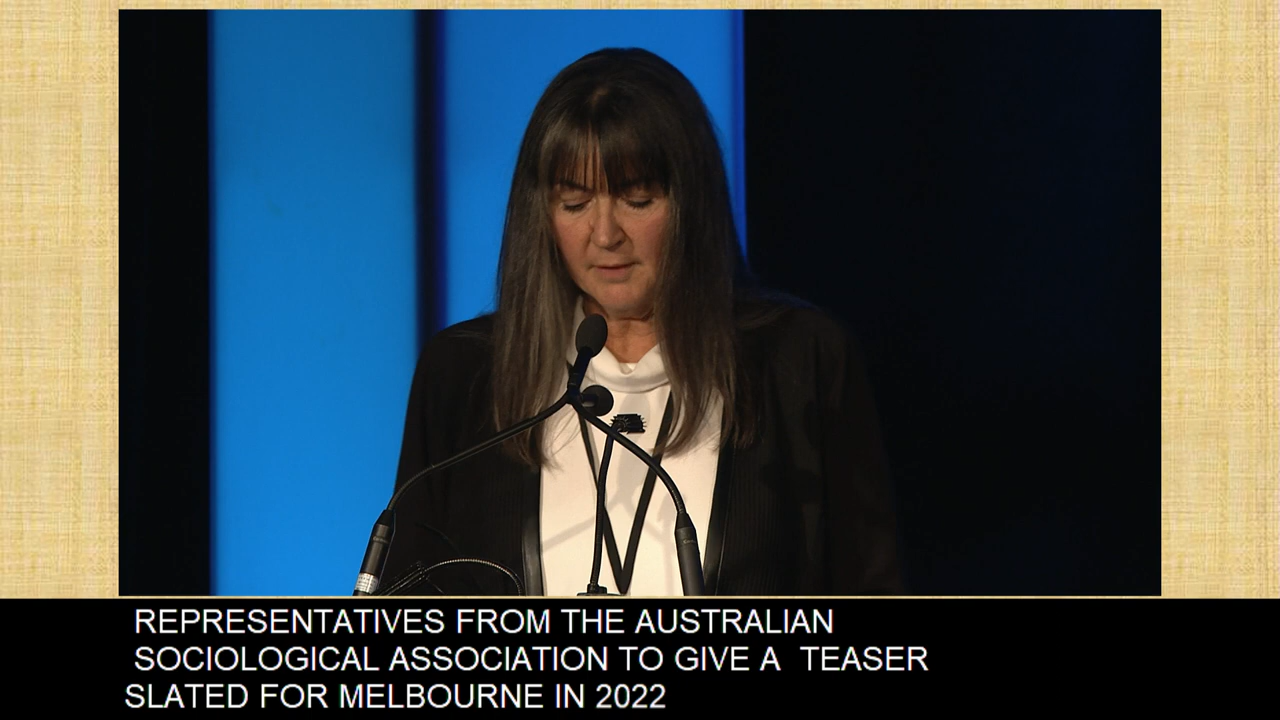 REPRESENTATIVES FROM THE AUSTRALIAN
SOCIOLOGICAL ASSOCIATION TO GIVE A  TEASER
SLATED FOR MELBOURNE IN 2022